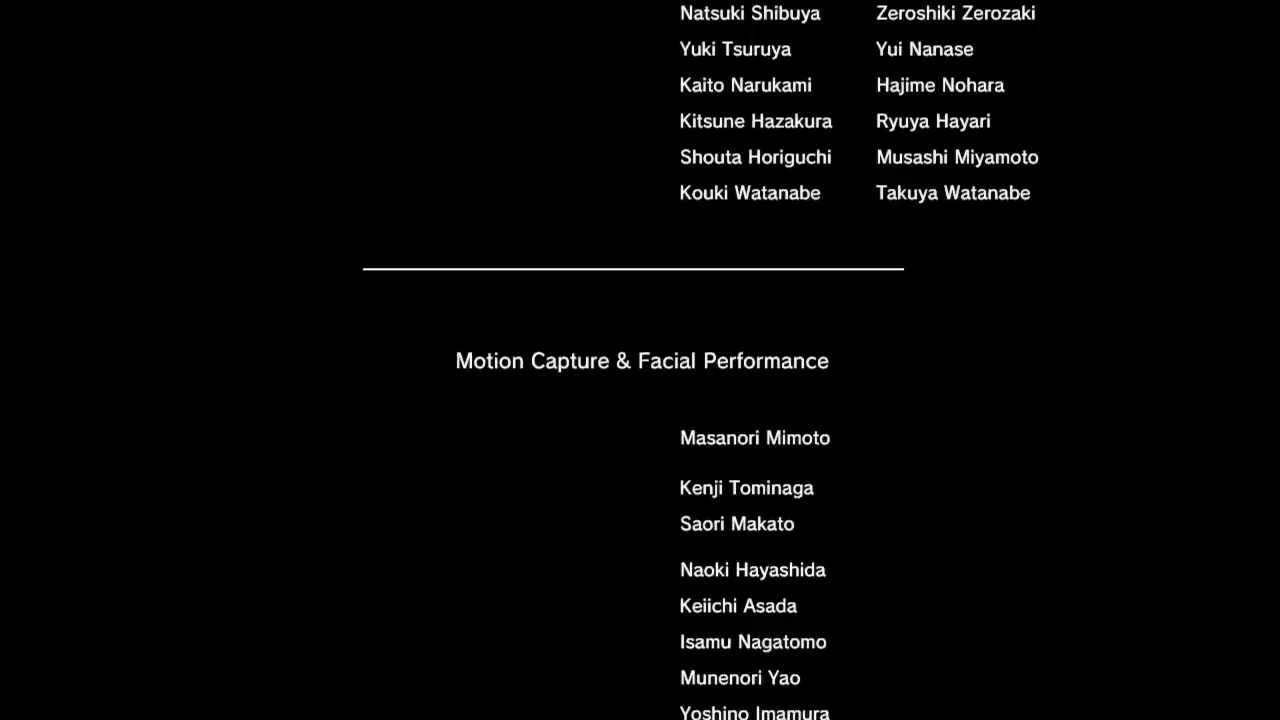 Natsuki Shibuya Zeroshiki Zerozaki
Yuki Tsuruya Yui Nanase
Kaito Narukami Hajime Nohara
Kitsune Hazakura Ryuya Hayari
Shouta Horiguchi Musashi Miyamoto
Kouki Watanabe Takuya Watanabe
Motion Capture & Facial Performance
Masanori Mimoto
Kenji Tominaga
Saori Makato
Naoki Hayashida
Keiichi Asada
Isamu Nagatomo
Munenori Yao
Yoshino Imamura